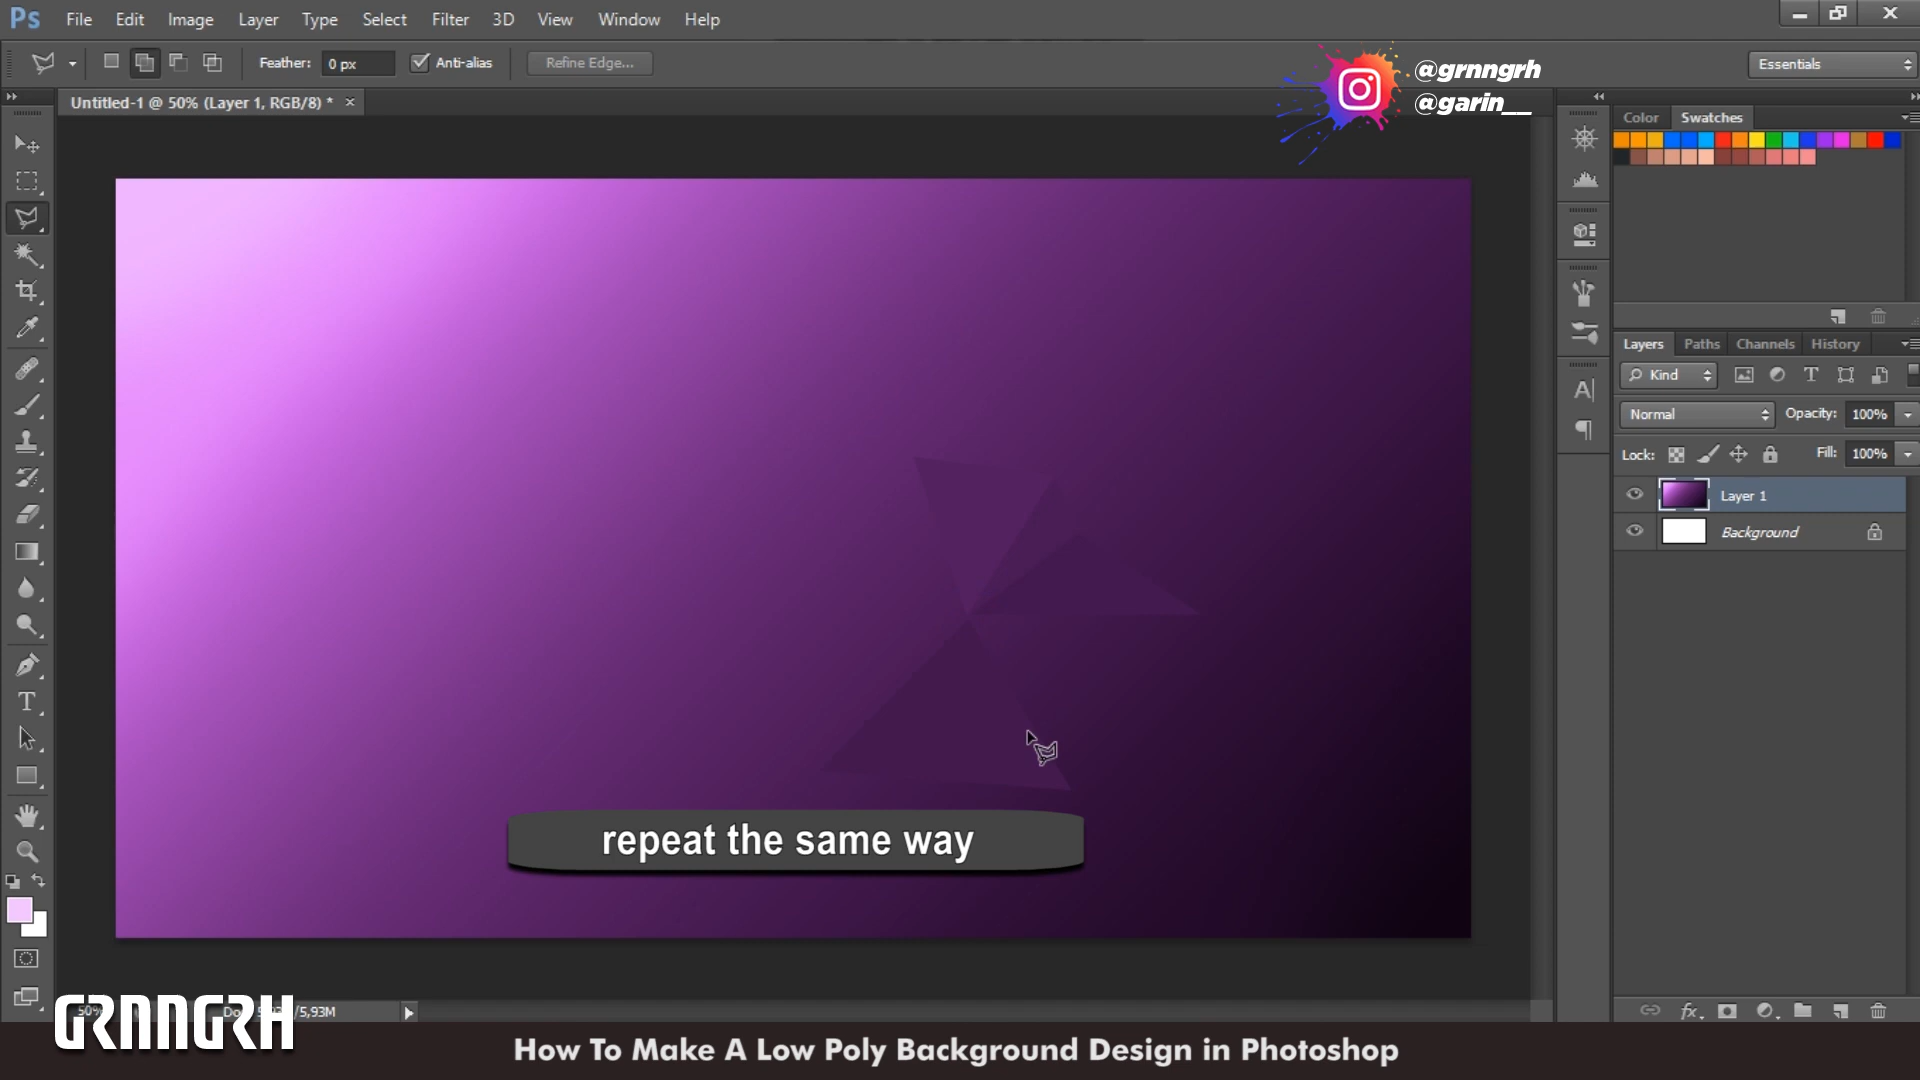 Ps File Edit Image Layer Type Select Filter 3D View Window Help
Feather: 0 px Anti-alias Refine Edge... Essentials
@grnngrh
@garin__
Untitled-1 @ 50% (Layer 1, RGB/8) * ×
Color Swatches
Layers Paths Channels History
Kind
Normal Opacity: 100%
Lock: Fill: 100%
Layer 1
Background
repeat the same way
fx
50% /5,93M
GRNNGRH
How To Make A Low Poly Background Design in Photoshop